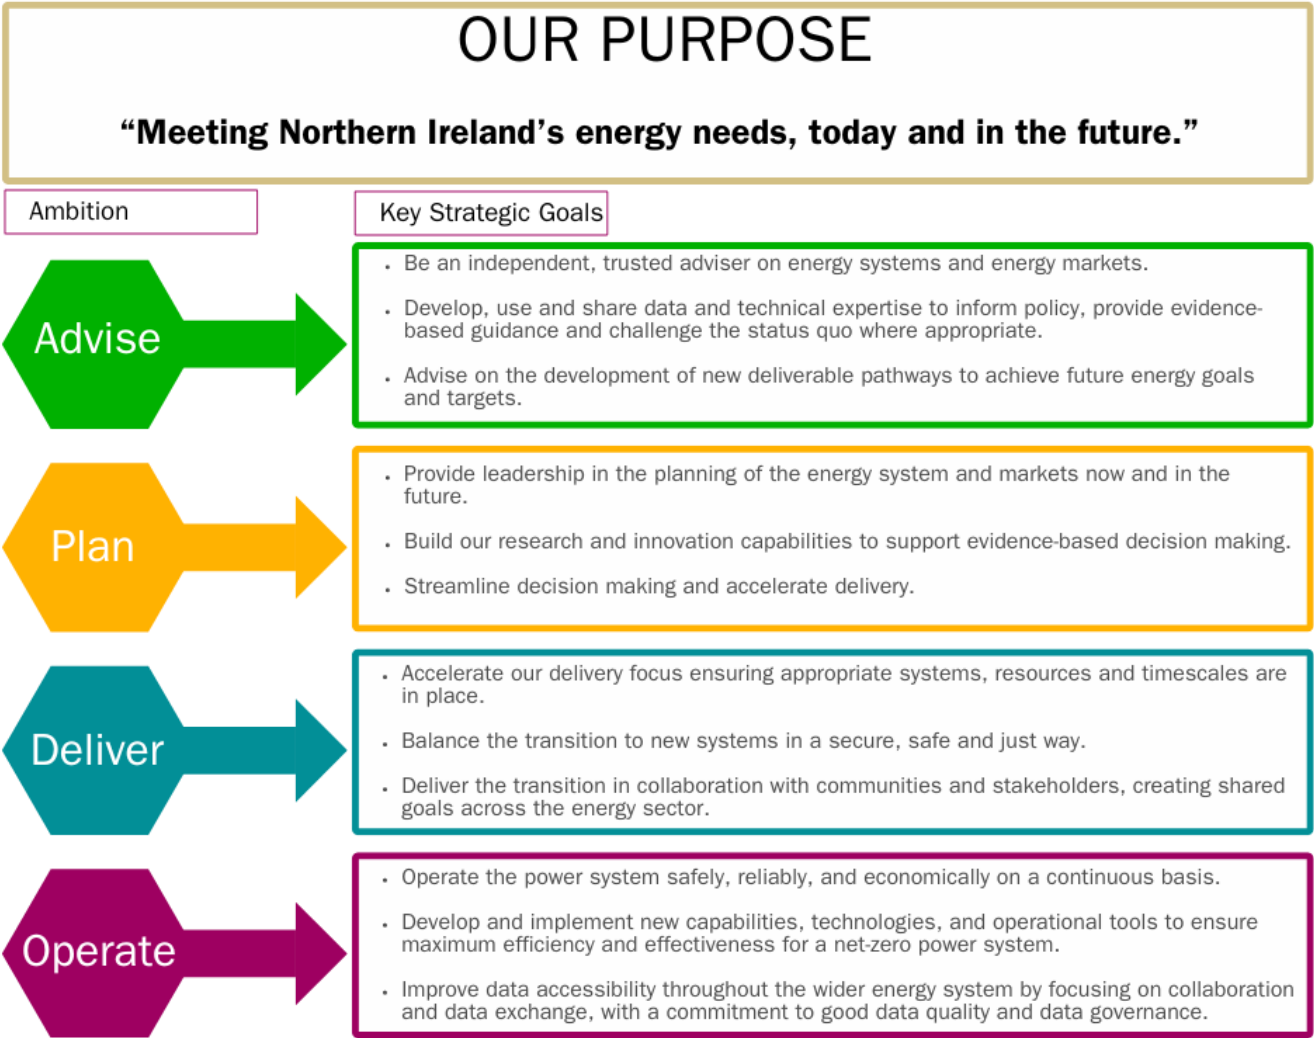 OUR PURPOSE
“Meeting Northern Ireland’s energy needs, today and in the future.”
Ambition
Key Strategic Goals
Advise
• Be an independent, trusted adviser on energy systems and energy markets.
• Develop, use and share data and technical expertise to inform policy, provide evidence-
based guidance and challenge the status quo where appropriate.
• Advise on the development of new deliverable pathways to achieve future energy goals
and targets.
Plan
• Provide leadership in the planning of the energy system and markets now and in the
future.
• Build our research and innovation capabilities to support evidence-based decision making.
• Streamline decision making and accelerate delivery.
Deliver
• Accelerate our delivery focus ensuring appropriate systems, resources and timescales are
in place.
• Balance the transition to new systems in a secure, safe and just way.
• Deliver the transition in collaboration with communities and stakeholders, creating shared
goals across the energy sector.
Operate
• Operate the power system safely, reliably, and economically on a continuous basis.
• Develop and implement new capabilities, technologies, and operational tools to ensure
maximum efficiency and effectiveness for a net-zero power system.
• Improve data accessibility throughout the wider energy system by focusing on collaboration
and data exchange, with a commitment to good data quality and data governance.